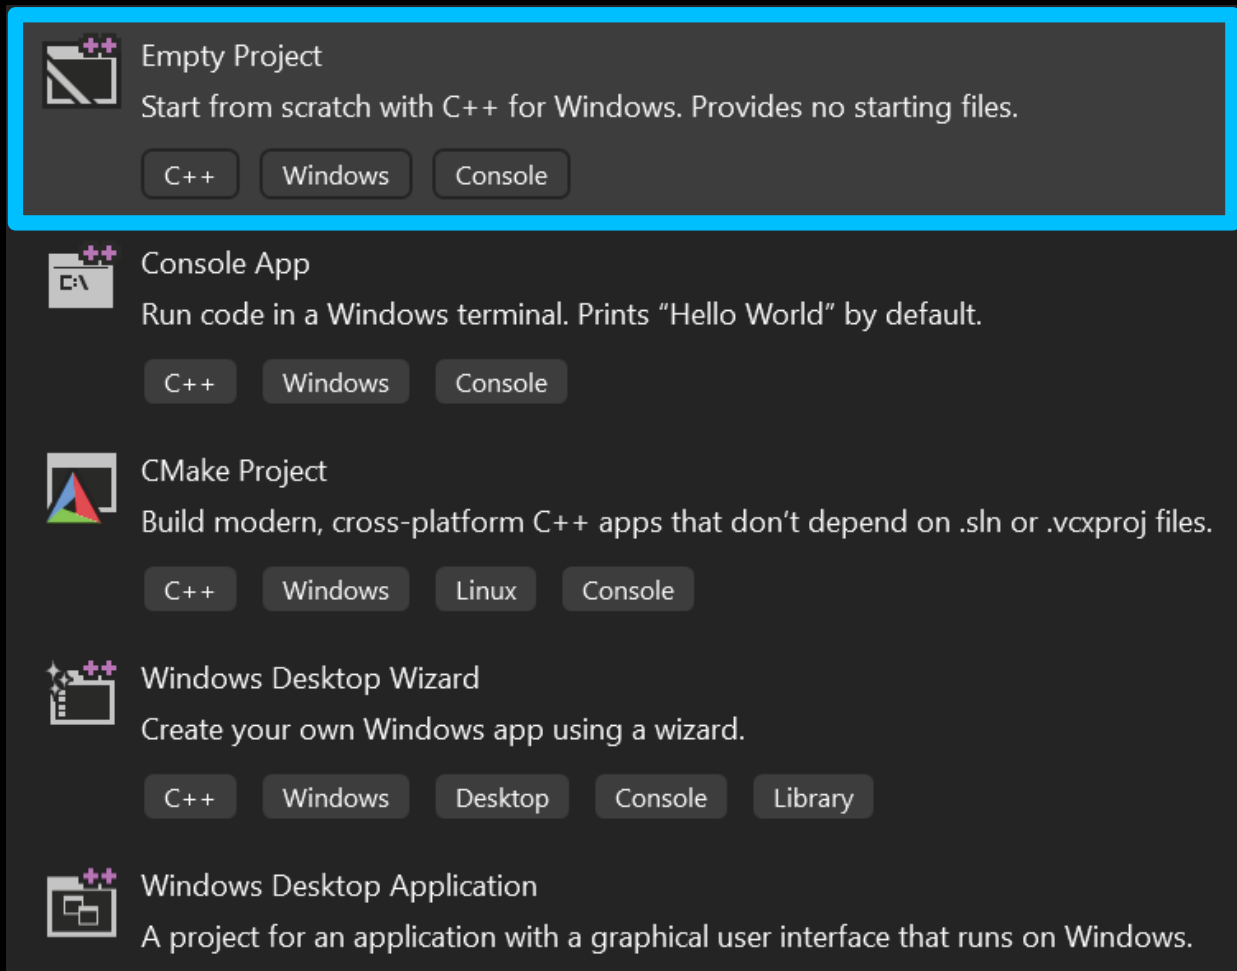 Empty Project
Start from scratch with C++ for Windows. Provides no starting files.
C++ Windows Console
Console App
C:\
Run code in a Windows terminal. Prints “Hello World” by default.
C++ Windows Console
CMake Project
Build modern, cross-platform C++ apps that don’t depend on .sln or .vcxproj files.
C++ Windows Linux Console
Windows Desktop Wizard
Create your own Windows app using a wizard.
C++ Windows Desktop Console Library
Windows Desktop Application
A project for an application with a graphical user interface that runs on Windows.